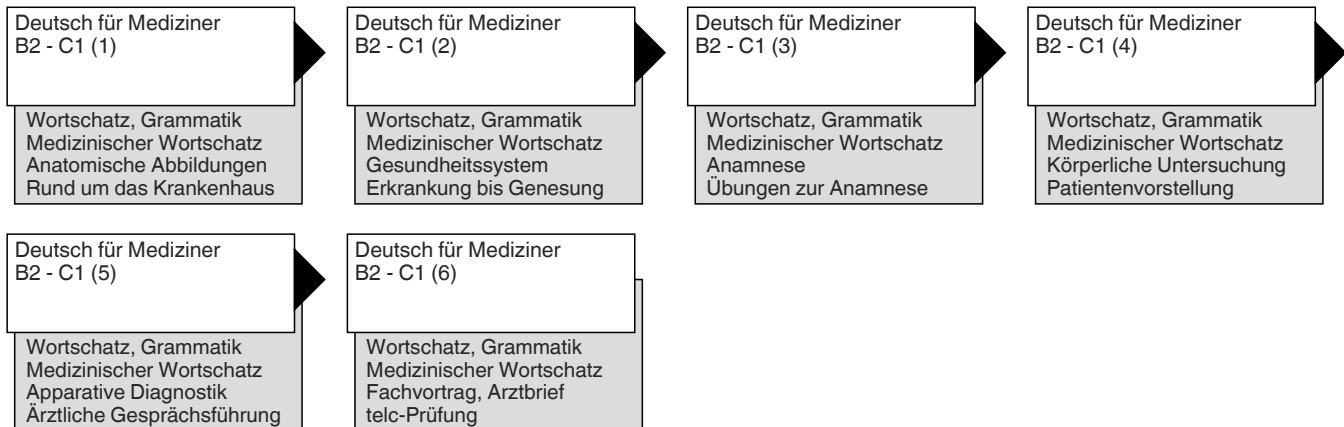 Deutsch für Mediziner
B2 - C1 (1)
Wortschatz, Grammatik
Medizinischer Wortschatz
Anatomische Abbildungen
Rund um das Krankenhaus
Deutsch für Mediziner
B2 - C1 (2)
Wortschatz, Grammatik
Medizinischer Wortschatz
Gesundheitssystem
Erkrankung bis Genesung
Deutsch für Mediziner
B2 - C1 (3)
Wortschatz, Grammatik
Medizinischer Wortschatz
Anamnese
Übungen zur Anamnese
Deutsch für Mediziner
B2 - C1 (4)
Wortschatz, Grammatik
Medizinischer Wortschatz
Körperliche Untersuchung
Patientenvorstellung
Deutsch für Mediziner
B2 - C1 (5)
Wortschatz, Grammatik
Medizinischer Wortschatz
Apparative Diagnostik
Ärztliche Gesprächsführung
Deutsch für Mediziner
B2 - C1 (6)
Wortschatz, Grammatik
Medizinischer Wortschatz
Fachvortrag, Arztbrief
telc-Prüfung